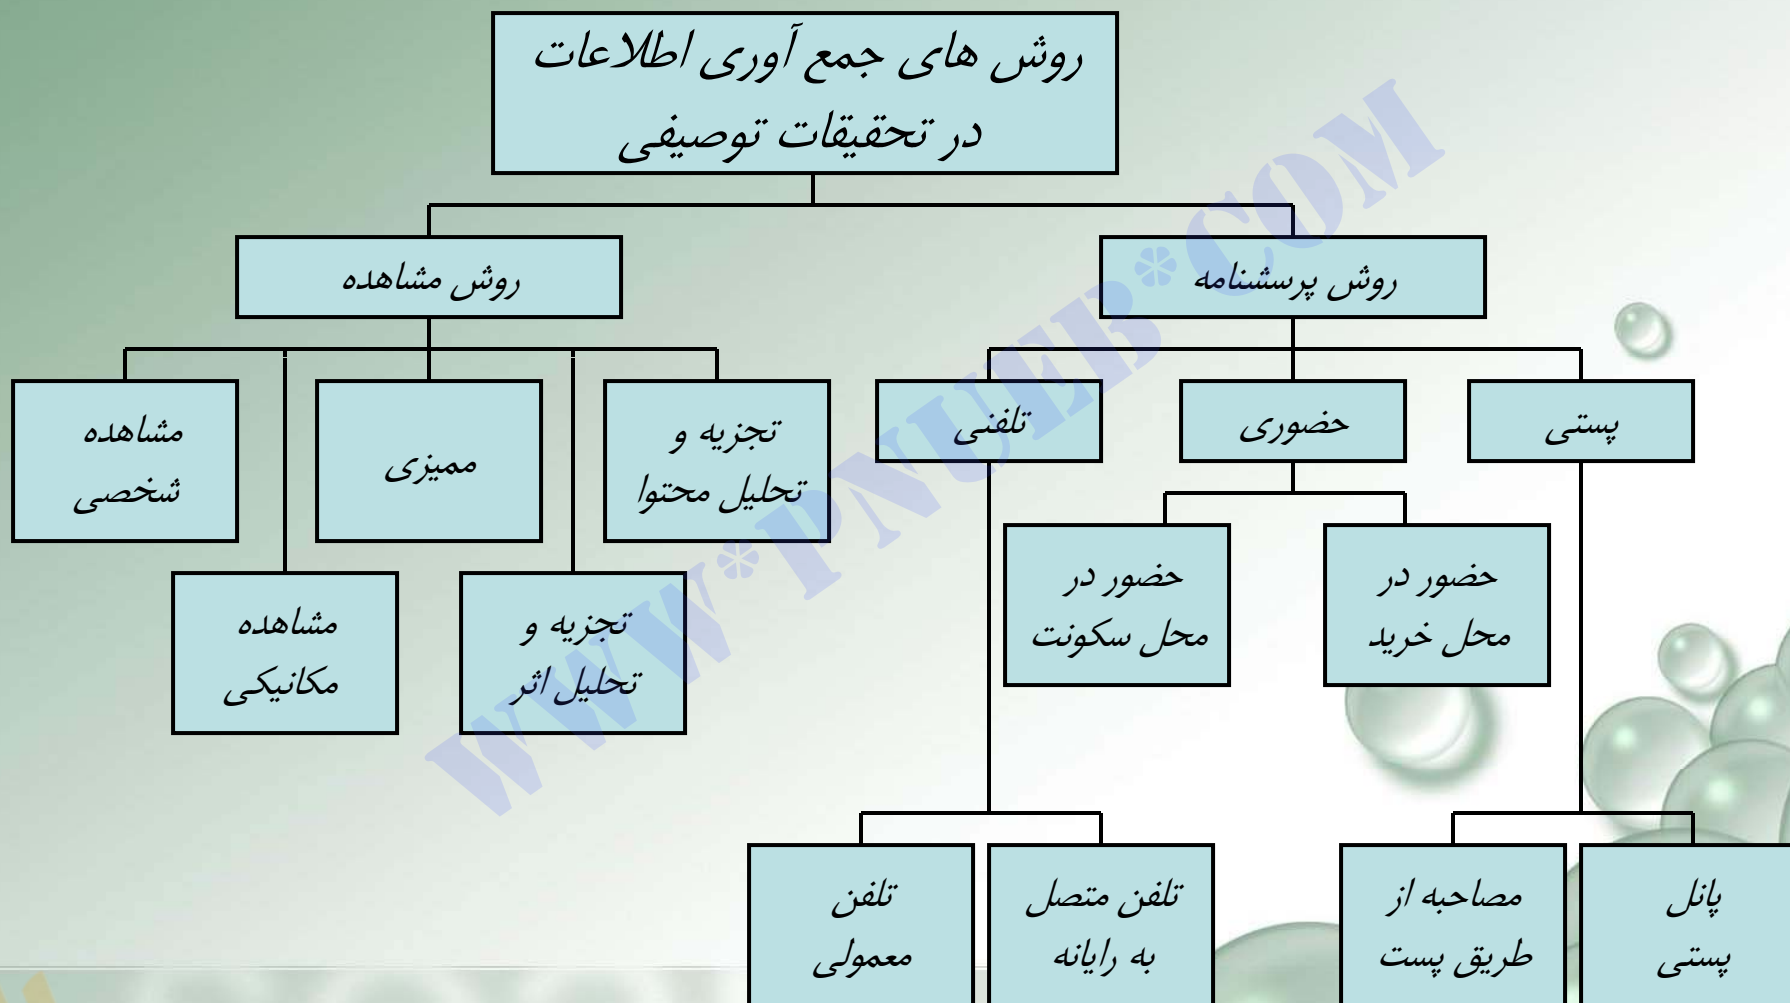 روش های جمع آوری اطلاعات
در تحقیقات توصیفی
روش پرسشنامه
روش مشاهده
پستی
حضوری
تلفنی
تجزیه و
تحلیل محتوا
ممیزی
مشاهده
شخصی
حضور در
محل خرید
حضور در
محل سکونت
تجزیه و
تحلیل اثر
مشاهده
مکانیکی
پانل
پستی
مصاحبه از
طریق پست
تلفن متصل
به رایانه
تلفن
معمولی
WWW*PNUEB*COM